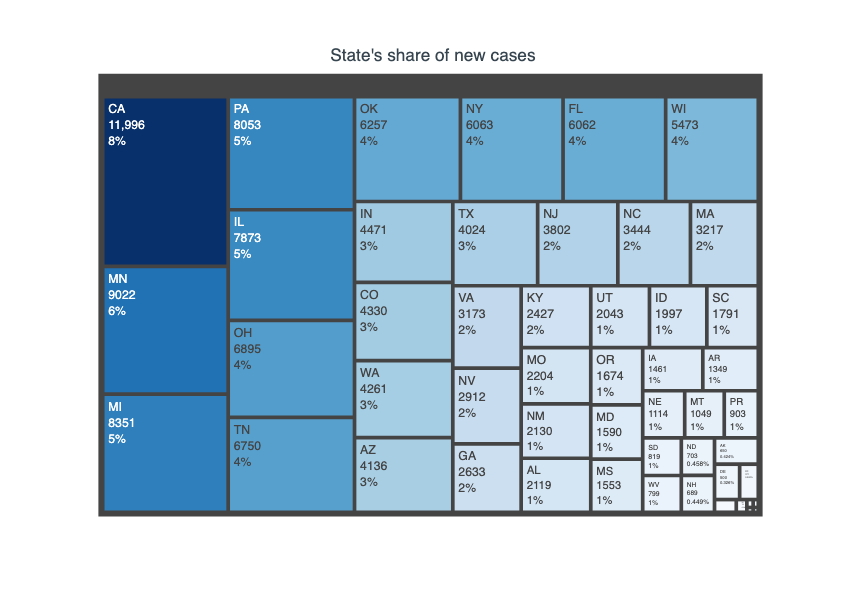 State's share of new cases
CA
11,996
8%
MN
9022
6%
MI
8351
5%
PA
8053
5%
IL
7873
5%
OH
6895
4%
TN
6750
4%
OK
6257
4%
NY
6063
4%
FL
6062
4%
WI
5473
4%
IN
4471
3%
CO
4330
3%
WA
4261
3%
AZ
4136
3%
TX
4024
3%
NJ
3802
2%
NC
3444
2%
MA
3217
2%
VA
3173
2%
NV
2912
2%
GA
2633
2%
KY
2427
2%
MO
2204
1%
NM
2130
1%
AL
2119
1%
UT
2043
1%
ID
1997
1%
SC
1791
1%
OR
1674
1%
MD
1590
1%
MS
1553
1%
IA
1461
1%
AR
1349
1%
NE
1114
1%
MT
1049
1%
PR
903
1%
SD
819
1%
WV
799
1%
ND
703
0.458%
NH
689
0.449%
AK
DE